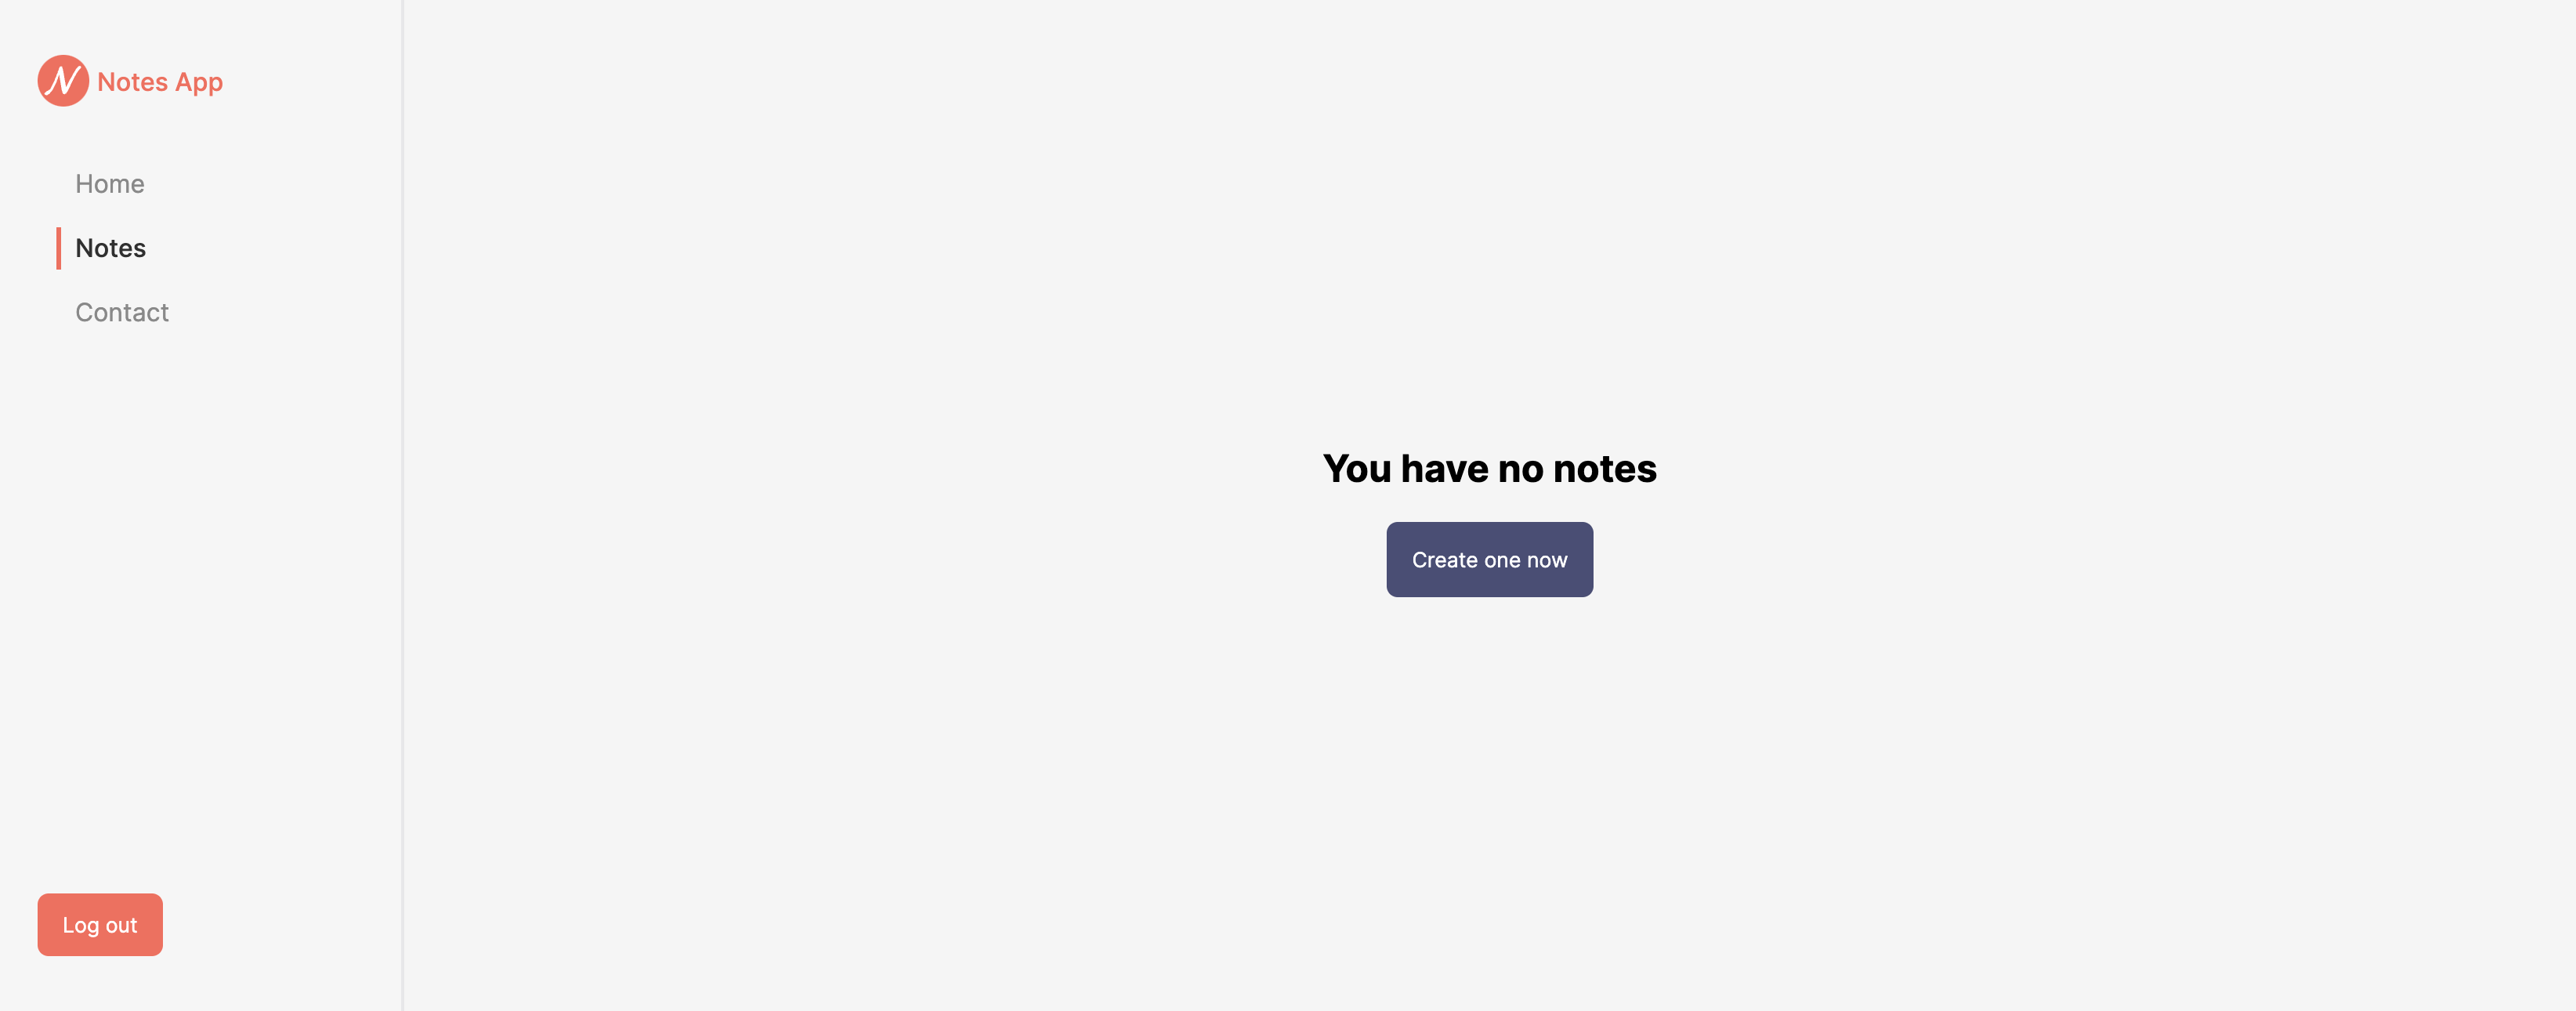 N Notes App
Home
Notes
Contact
You have no notes
Create one now
Log out